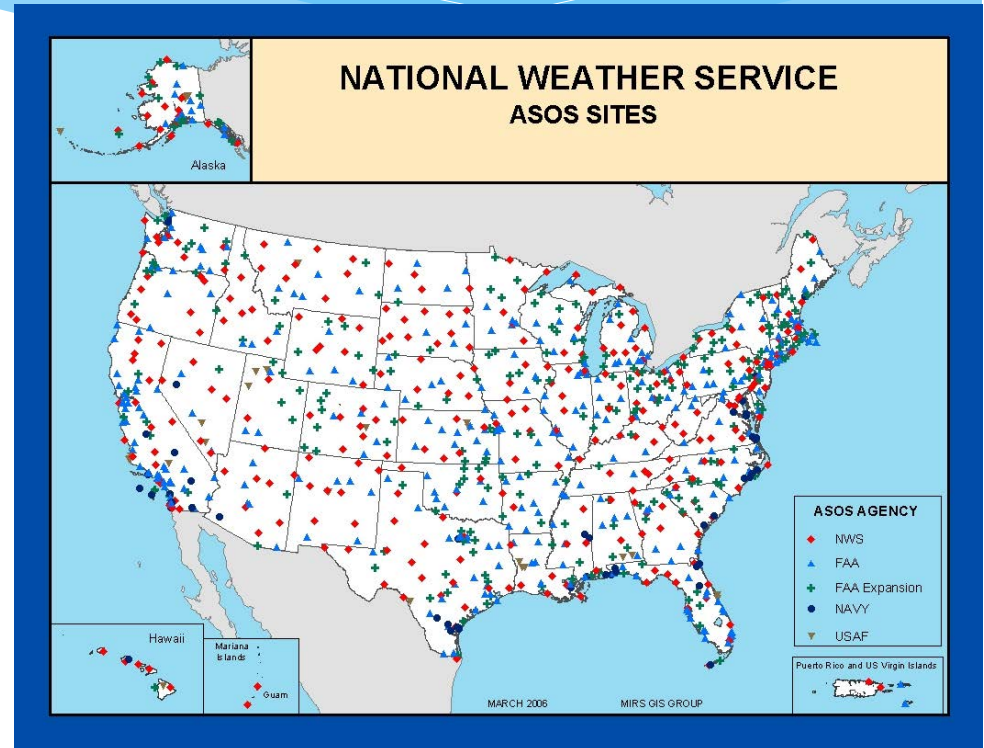 NATIONAL WEATHER SERVICE
ASOS SITES
Alaska
ASOS AGENCY
NWS
FAA
FAA Expansion
NAVY
USAF
Hawaii
Mariana
Islands
Guam
Puerto Rico and US Virgin Islands
MARCH 2006
MIRS GIS GROUP